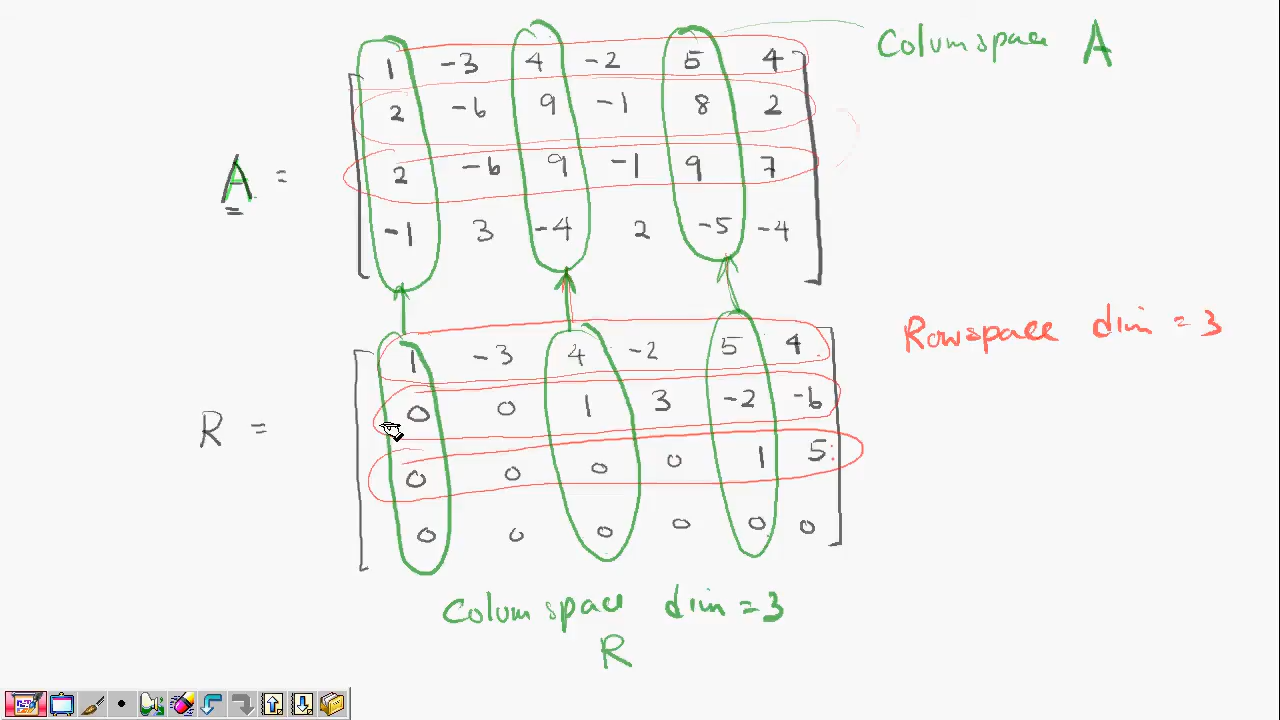 Colum space A
1 -3 4 -2 5 4
2 -6 9 -1 8 2
A = 2 -6 9 -1 9 7
-1 3 -4 2 -5 -4
Rowspace dim = 3
1 -3 4 -2 5 4
R = 0 0 1 3 -2 -6
0 0 0 0 1 5
0 0 0 0 0 0
Colum space dim = 3
R